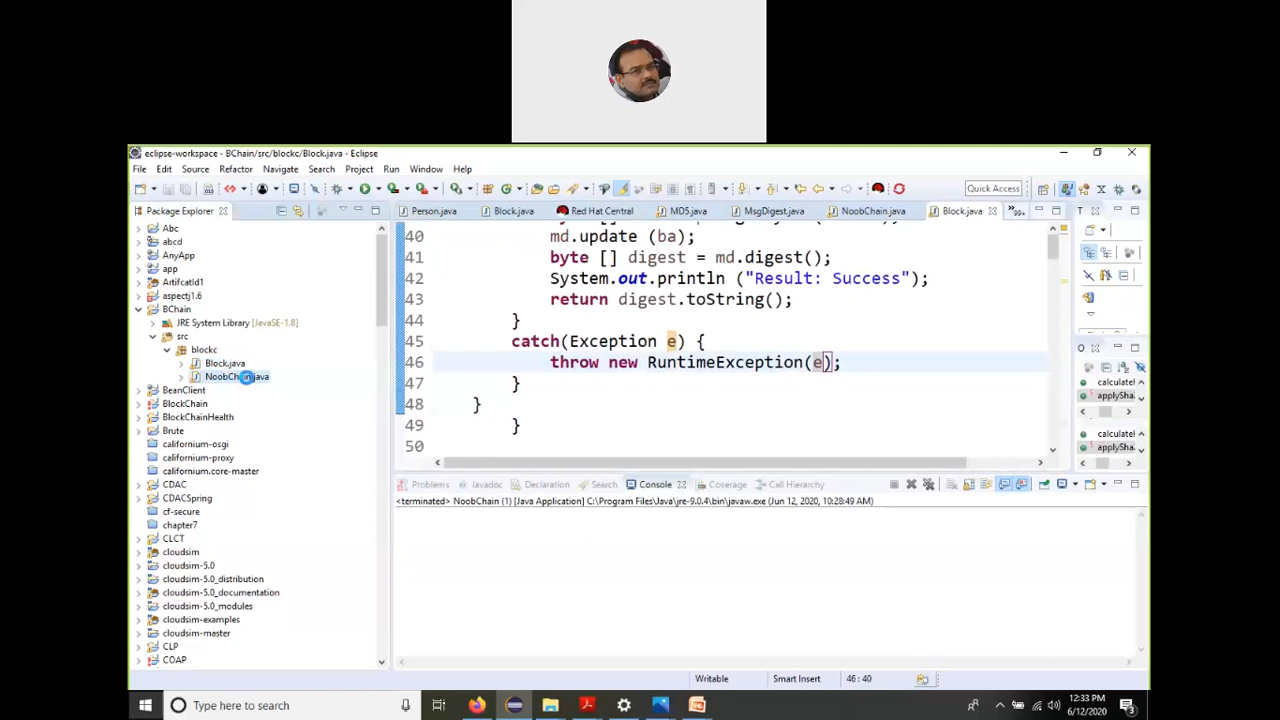 eclipse-workspace - BChain/src/blockc/Block.java - Eclipse
File Edit Source Refactor Navigate Search Project Run Window Help
Quick Access
Package Explorer
Person.java Block.java Red Hat Central MD5.java MsgDigest.java NoobChain.java Block.java
Abc
abcd
AnyApp
app
ArtifcatId1
aspectj1.6
BChain
JRE System Library [JavaSE-1.8]
src
blockc
Block.java
NoobChain.java
BeanClient
BlockChain
BlockChainHealth
Brute
californium-osgi
californium-proxy
californium.core-master
CDAC
CDACSpring
cf-secure
chapter7
CLCT
cloudsim
cloudsim-5.0
cloudsim-5.0_distribution
cloudsim-5.0_documentation
cloudsim-5.0_modules
cloudsim-examples
cloudsim-master
CLP
COAP
40 md.update (ba);
41 byte [] digest = md.digest();
42 System.out.println ("Result: Success");
43 return digest.toString();
44 }
45 catch(Exception e) {
46 throw new RuntimeException(e);
47 }
48 }
49 }
50
T
O
calculatel
applySha.
calculatel
applySha.
Problems Javadoc Declaration Search Console Coverage Call Hierarchy
<terminated> NoobChain (1) [Java Application] C:\Program Files\Java\jre-9.0.4\bin\javaw.exe (Jun 12, 2020, 10:28:49 AM)
Writable Smart Insert 46 : 40
Type here to search
12:33 PM
6/12/2020
3